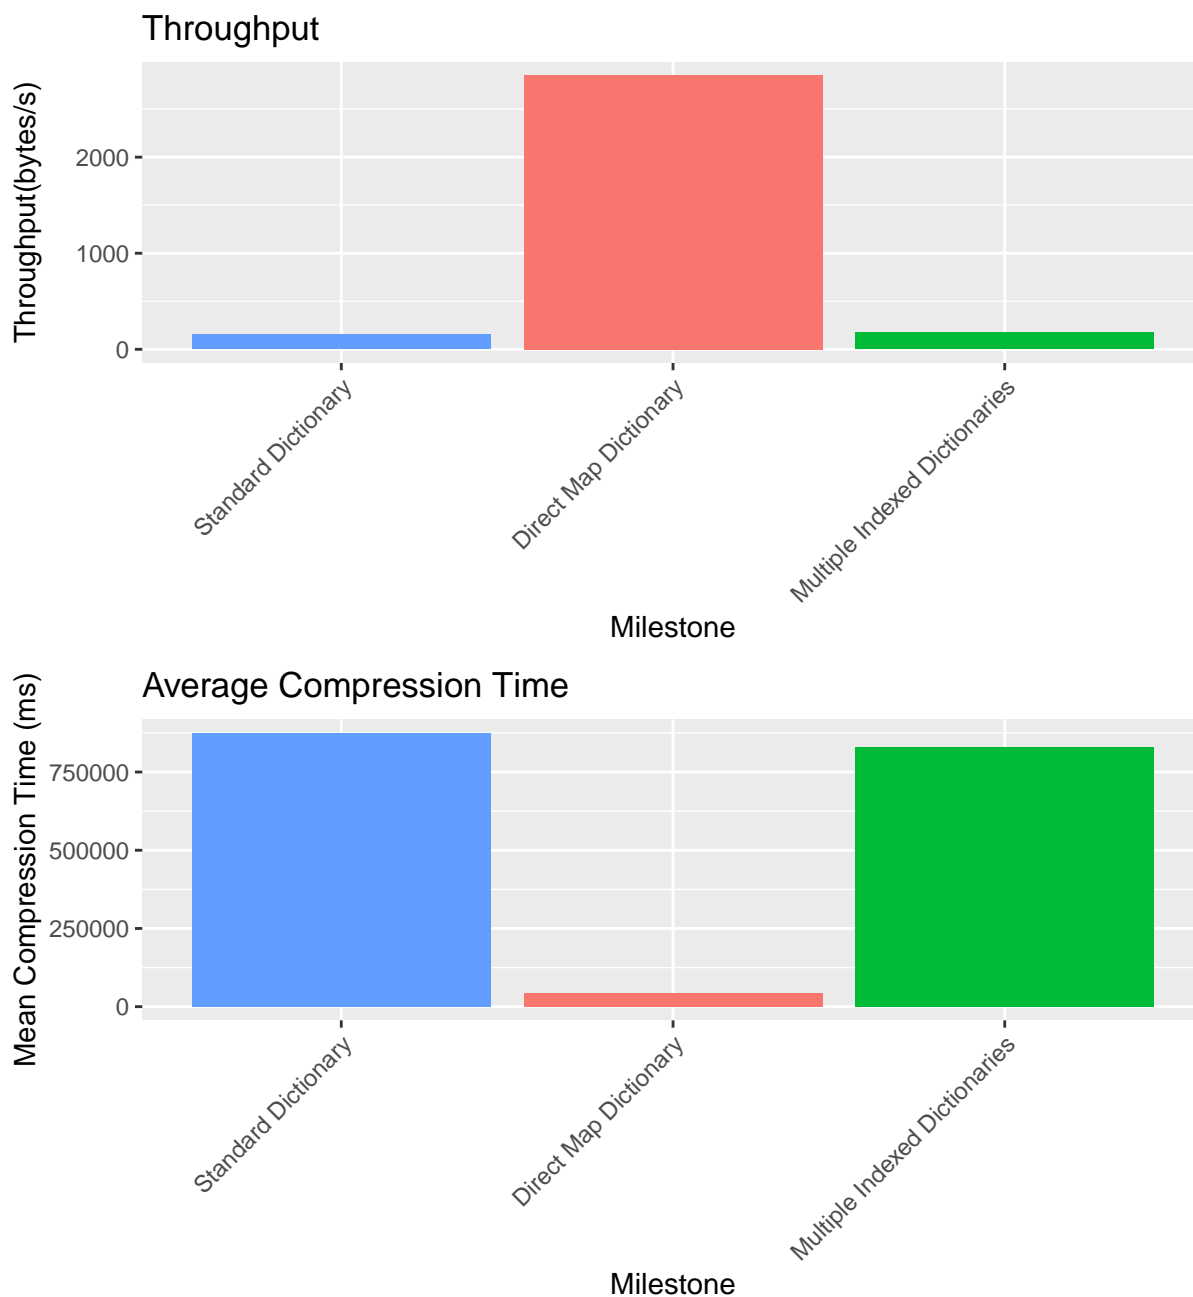 Throughput
Throughput(bytes/s)
2000
1000
0
Standard Dictionary
Direct Map Dictionary
Multiple Indexed Dictionaries
Milestone
Average Compression Time
Mean Compression Time (ms)
750000
500000
250000
0
Standard Dictionary
Direct Map Dictionary
Multiple Indexed Dictionaries
Milestone